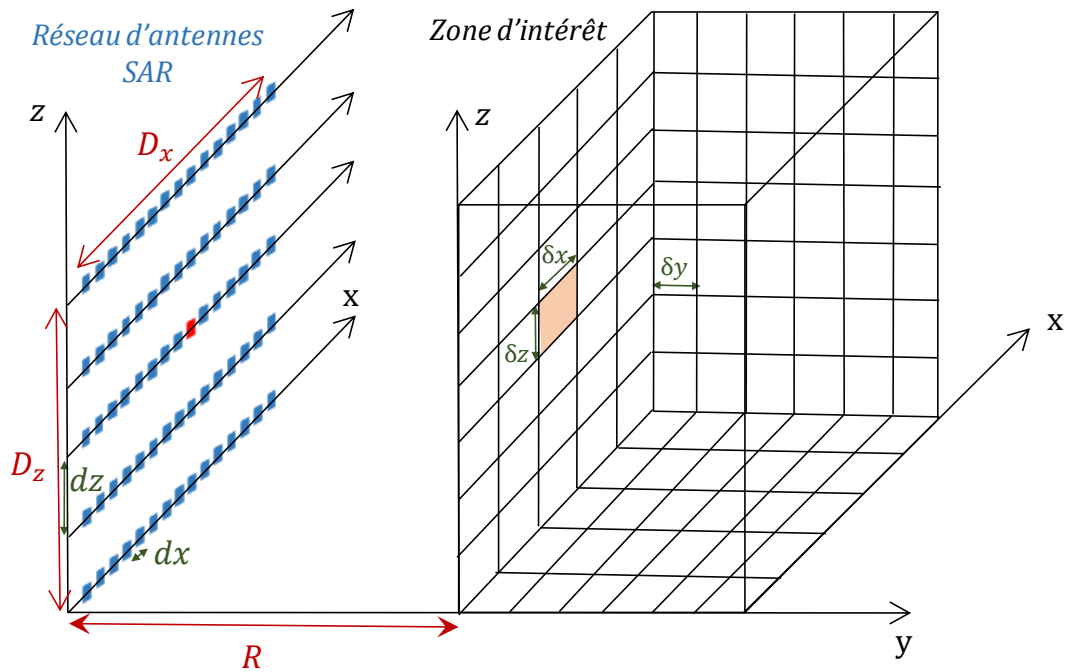 Réseau d'antennes
SAR
Zone d'intérêt
z
z
D_x
δx
δy
x
δz
x
D_z
dz
dx
R
y